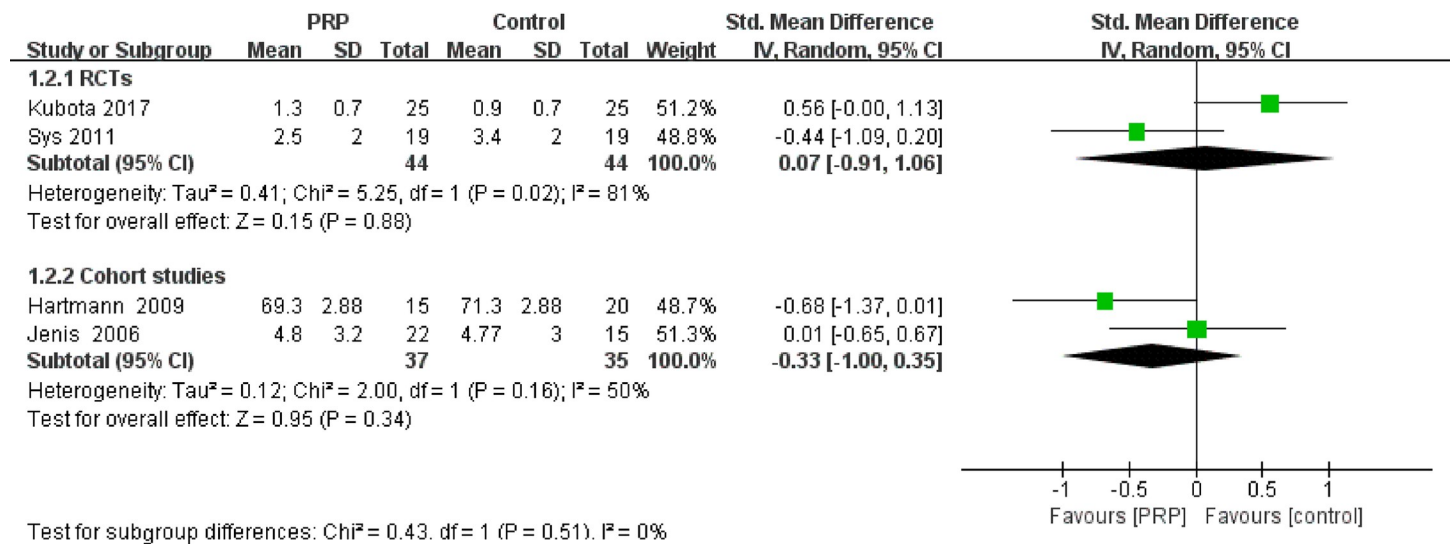 PRP Control Std. Mean Difference Std. Mean Difference
Study or Subgroup Mean SD Total Mean SD Total Weight IV, Random, 95% CI IV, Random, 95% CI
1.2.1 RCTs
Kubota 2017 1.3 0.7 25 0.9 0.7 25 51.2% 0.56 [-0.00, 1.13]
Sys 2011 2.5 2 19 3.4 2 19 48.8% -0.44 [-1.09, 0.20]
Subtotal (95% CI) 44 44 100.0% 0.07 [-0.91, 1.06]
Heterogeneity: Tau² = 0.41; Chi² = 5.25, df = 1 (P = 0.02); I² = 81%
Test for overall effect: Z = 0.15 (P = 0.88)
1.2.2 Cohort studies
Hartmann 2009 69.3 2.88 15 71.3 2.88 20 48.7% -0.68 [-1.37, 0.01]
Jenis 2006 4.8 3.2 22 4.77 3 15 51.3% 0.01 [-0.65, 0.67]
Subtotal (95% CI) 37 35 100.0% -0.33 [-1.00, 0.35]
Heterogeneity: Tau² = 0.12; Chi² = 2.00, df = 1 (P = 0.16); I² = 50%
Test for overall effect: Z = 0.95 (P = 0.34)
-1 -0.5 0 0.5 1
Favours [PRP] Favours [control]
Test for subgroup differences: Chi² = 0.43, df = 1 (P = 0.51), I² = 0%